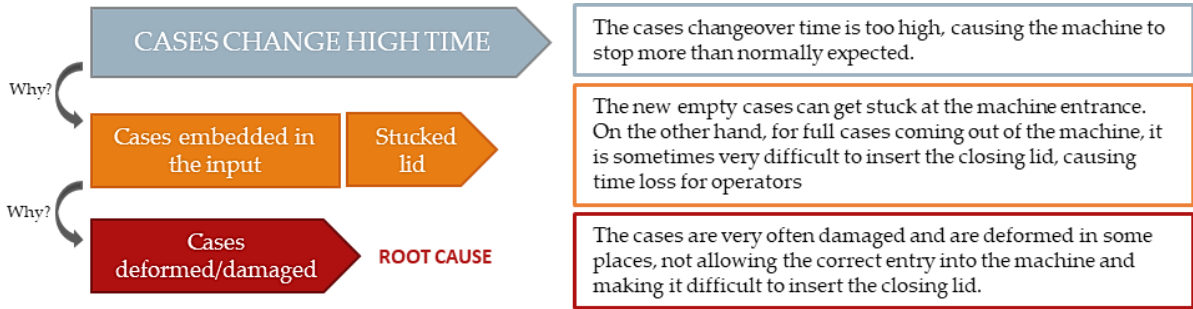 CASES CHANGE HIGH TIME
The cases changeover time is too high, causing the machine to
stop more than normally expected.
Why?
Cases embedded in
the input
Stucked
lid
The new empty cases can get stuck at the machine entrance.
On the other hand, for full cases coming out of the machine, it
is sometimes very difficult to insert the closing lid, causing
time loss for operators
Why?
Cases
deformed/damaged
ROOT CAUSE
The cases are very often damaged and are deformed in some
places, not allowing the correct entry into the machine and
making it difficult to insert the closing lid.